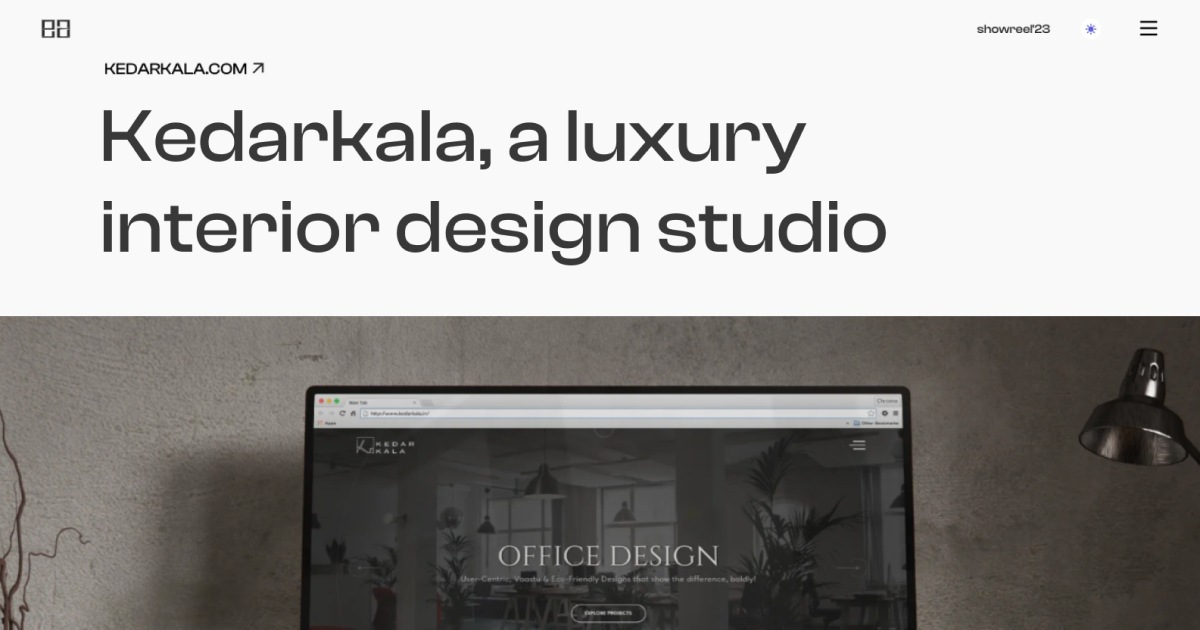 showreel'23
KEDARKALA.COM
Kedarkala, a luxury
interior design studio
New Tab
Chrome
http://www.kedarkala.in/
Apps
Other Bookmarks
KEDAR
KALA
OFFICE DESIGN
User-Centric, Vaastu & Eco-Friendly Designs that show the difference, boldly!
EXPLORE PROJECTS